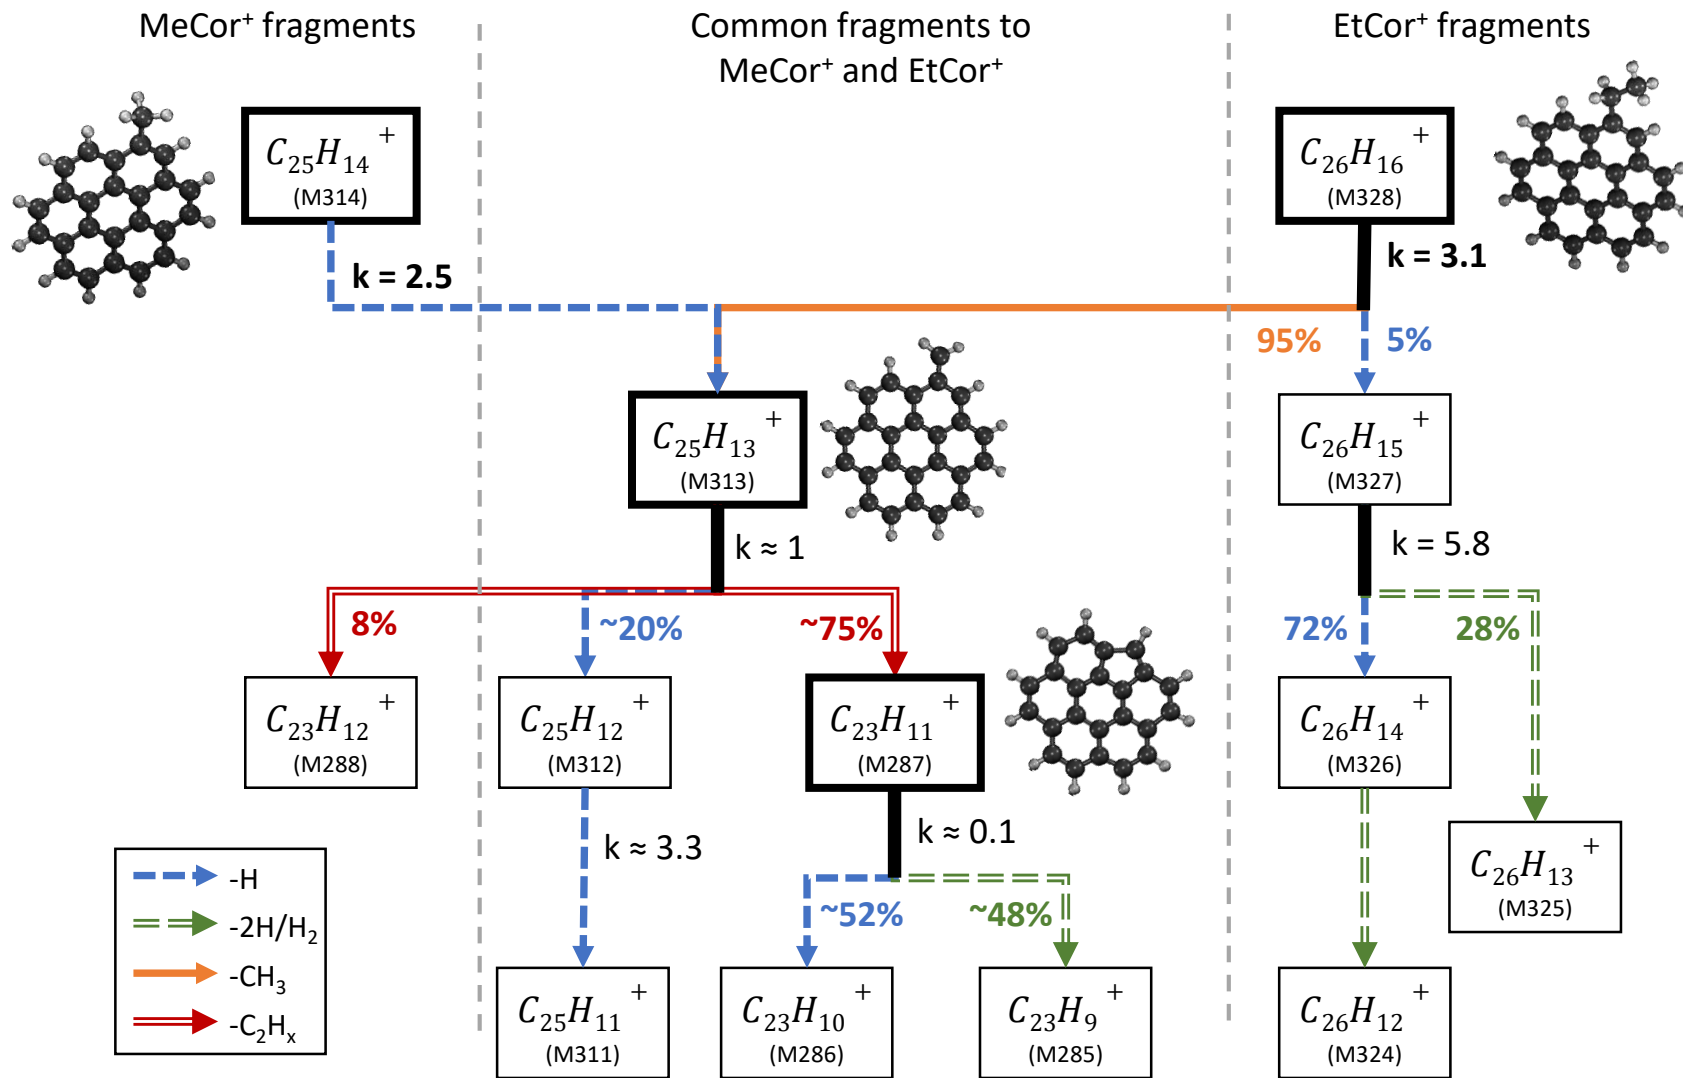 MeCor⁺ fragments
Common fragments to
MeCor⁺ and EtCor⁺
EtCor⁺ fragments
C₂₅H₁₄⁺
(M314)
C₂₆H₁₆⁺
(M328)
k = 2.5
k = 3.1
95%
5%
C₂₅H₁₃⁺
(M313)
C₂₆H₁₅⁺
(M327)
k ≈ 1
k = 5.8
8%
~20%
~75%
72%
28%
C₂₃H₁₂⁺
(M288)
C₂₅H₁₂⁺
(M312)
C₂₃H₁₁⁺
(M287)
C₂₆H₁₄⁺
(M326)
k ≈ 3.3
k ≈ 0.1
C₂₆H₁₃⁺
(M325)
~52%
~48%
C₂₅H₁₁⁺
(M311)
C₂₃H₁₀⁺
(M286)
C₂₃H₉⁺
(M285)
C₂₆H₁₂⁺
(M324)
-H
-2H/H₂
-CH₃
-C₂Hₓ